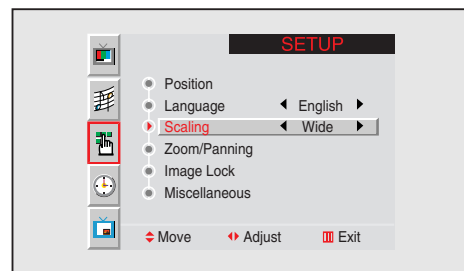 SETUP
Position
Language English
Scaling Wide
Zoom/Panning
Image Lock
Miscellaneous
Move Adjust Exit